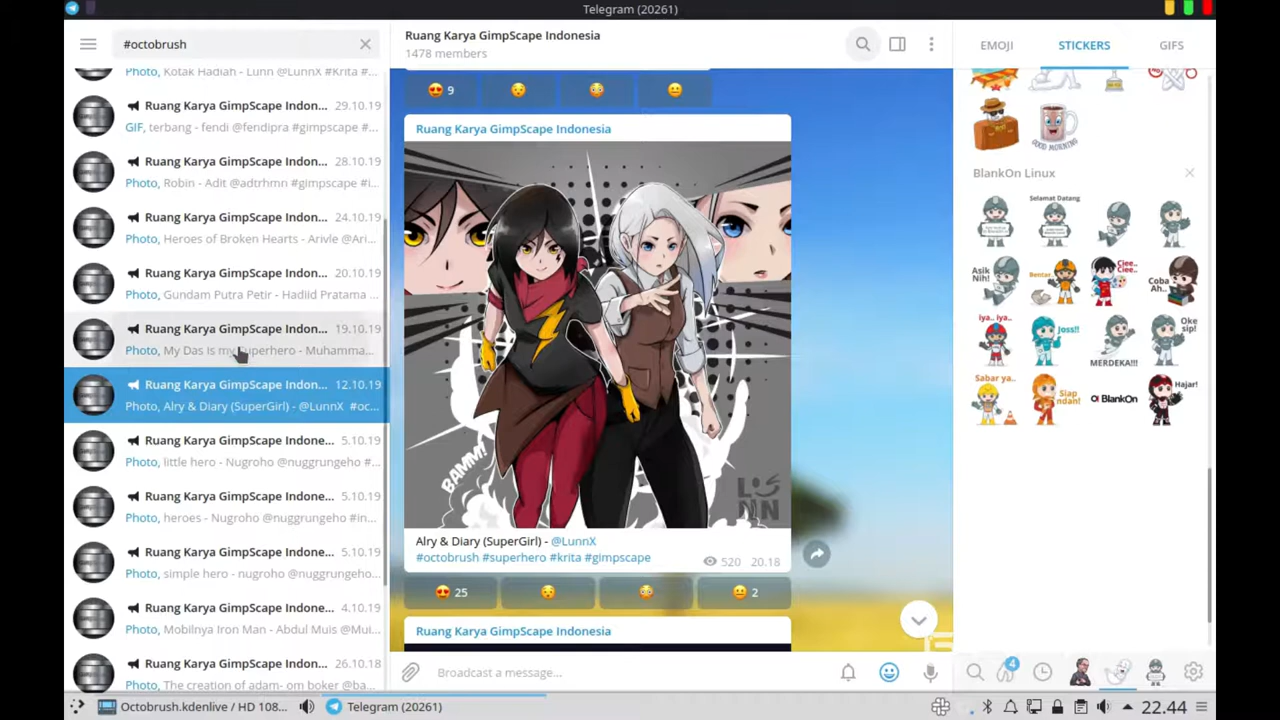 Telegram (20261)
#octobrush
Photo, Kotak Hadiah - Lunn @LunnX #Krita #...
Ruang Karya GimpScape Indon... 29.10.19
GIF, terbang - fendi @fendipra #gimpscape #...
Ruang Karya GimpScape Indon... 28.10.19
Photo, Robin - Adit @adtrhmn #gimpscape #i...
Ruang Karya GimpScape Indon... 24.10.19
Photo, Heroes of Broken Hearts - Arivle @Ari...
Ruang Karya GimpScape Indon... 20.10.19
Photo, Gundam Putra Petir - Hadiid Pratama ...
Ruang Karya GimpScape Indon... 19.10.19
Photo, My Das Is my Superhero - Muhamma...
Ruang Karya GimpScape Indon... 12.10.19
Photo, Alry & Diary (SuperGirl) - @LunnX #oc...
Ruang Karya GimpScape Indone... 5.10.19
Photo, little hero - Nugroho @nuggrungeho #...
Ruang Karya GimpScape Indone... 5.10.19
Photo, heroes - Nugroho @nuggrungeho #in...
Ruang Karya GimpScape Indone... 5.10.19
Photo, simple hero - nugroho @nuggrungeho...
Ruang Karya GimpScape Indone... 4.10.19
Photo, Mobilnya Iron Man - Abdul Muis @Mui...
Ruang Karya GimpScape Indon... 26.10.18
Photo, The creation of adam- om boker @ba...
Ruang Karya GimpScape Indonesia
1478 members
9
Ruang Karya GimpScape Indonesia
BAMM!
LUNN
Alry & Diary (SuperGirl) - @LunnX
#octobrush #superhero #krita #gimpscape
520 20.18
25
2
Ruang Karya GimpScape Indonesia
Broadcast a message...
EMOJI STICKERS GIFS
GOOD MORNING
BlankOn Linux
Selamat Datang
Asik Nih!
Bentar
Ciee.. Ciee..
Coba Ah..
iya.. iya..
Joss!!
MERDEKA!!!
Oke sip!
Sabar ya..
Siap ndan!
BlankOn
Hajar!
4
Octobrush.kdenlive / HD 108...
Telegram (20261)
22.44